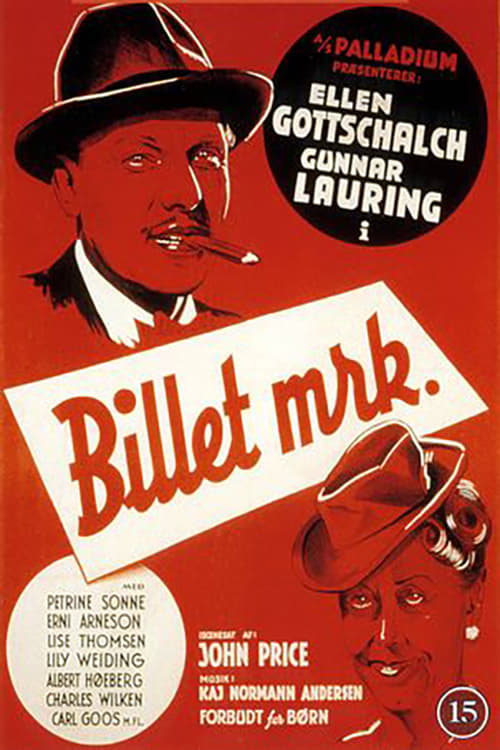 A/S PALLADIUM
PRÆSENTERER:
ELLEN
GOTTSCHALCH
GUNNAR
LAURING
i
Billet mrk.
MED
PETRINE SONNE
ERNI ARNESON
LISE THOMSEN
LILY WEIDING
ALBERT HØEBERG
CHARLES WILKEN
CARL GOOS M.FL.
ISCENESAT AF:
JOHN PRICE
MUSIK:
KAJ NORMANN ANDERSEN
FORBUDT for BØRN
15